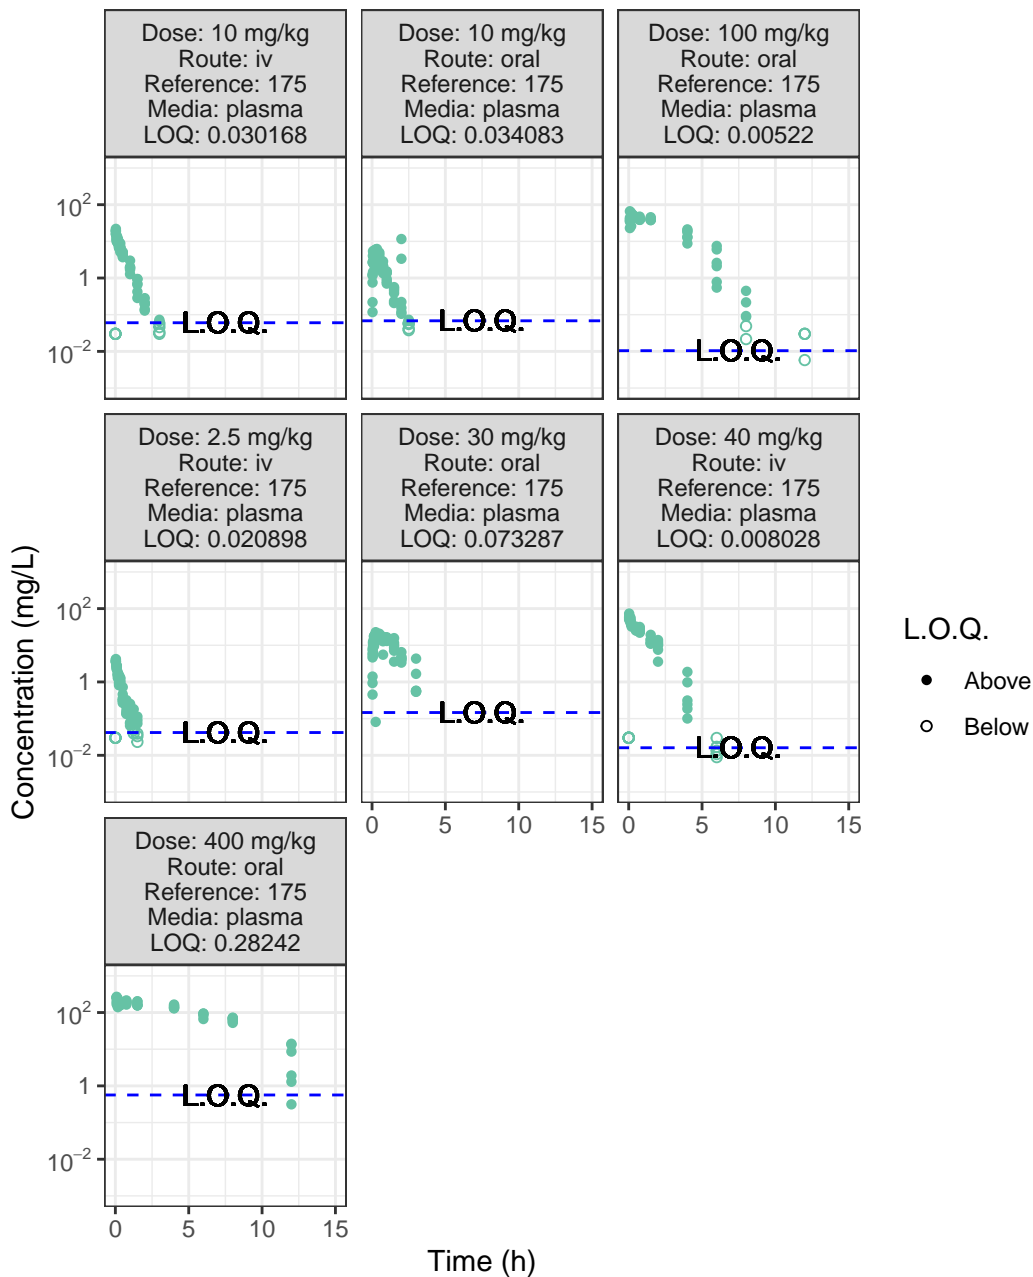 Dose: 10 mg/kg
Route: iv
Reference: 175
Media: plasma
LOQ: 0.030168
Dose: 10 mg/kg
Route: oral
Reference: 175
Media: plasma
LOQ: 0.034083
Dose: 100 mg/kg
Route: oral
Reference: 175
Media: plasma
LOQ: 0.00522
10²
1
10⁻²
L.O.Q.
L.O.Q.
L.O.Q.
Dose: 2.5 mg/kg
Route: iv
Reference: 175
Media: plasma
LOQ: 0.020898
Dose: 30 mg/kg
Route: oral
Reference: 175
Media: plasma
LOQ: 0.073287
Dose: 40 mg/kg
Route: iv
Reference: 175
Media: plasma
LOQ: 0.008028
10²
1
10⁻²
L.O.Q.
L.O.Q.
L.O.Q.
0 5 10 15
0 5 10 15
Dose: 400 mg/kg
Route: oral
Reference: 175
Media: plasma
LOQ: 0.28242
10²
1
10⁻²
L.O.Q.
0 5 10 15
Time (h)
Concentration (mg/L)
L.O.Q.
Above
Below